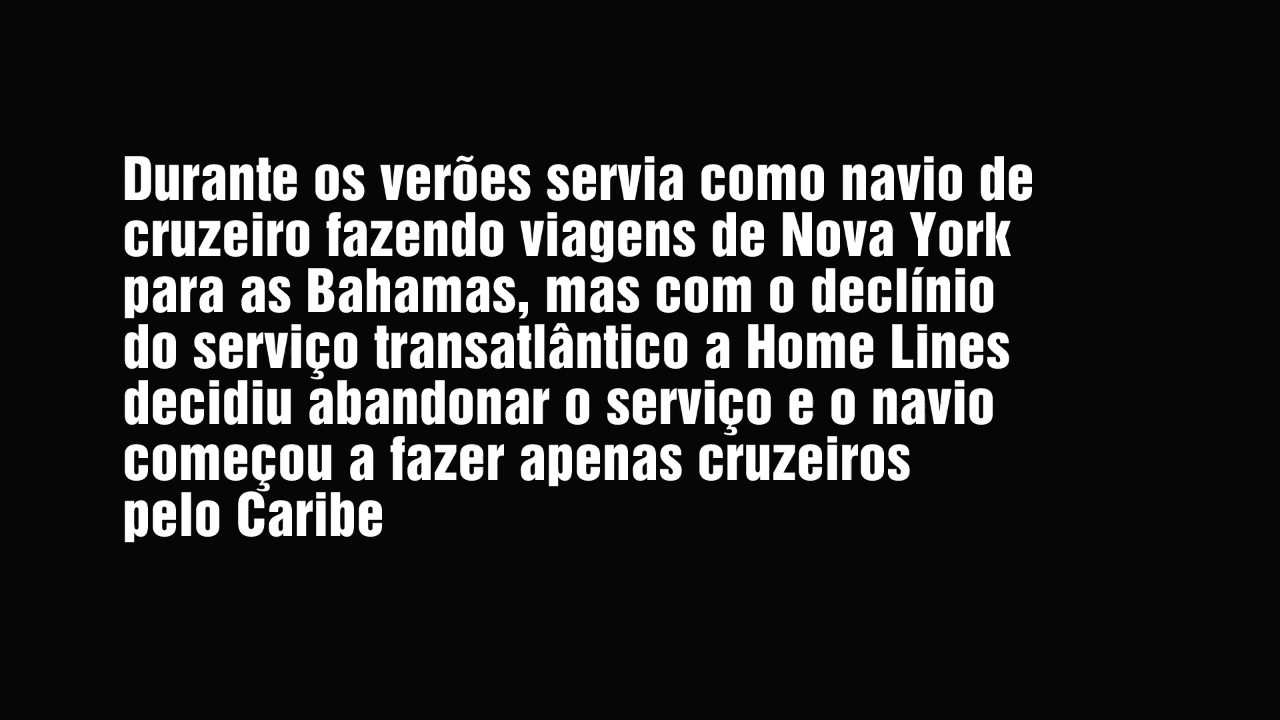 Durante os verões servia como navio de
cruzeiro fazendo viagens de Nova York
para as Bahamas, mas com o declínio
do serviço transatlântico a Home Lines
decidiu abandonar o serviço e o navio
começou a fazer apenas cruzeiros
pelo Caribe